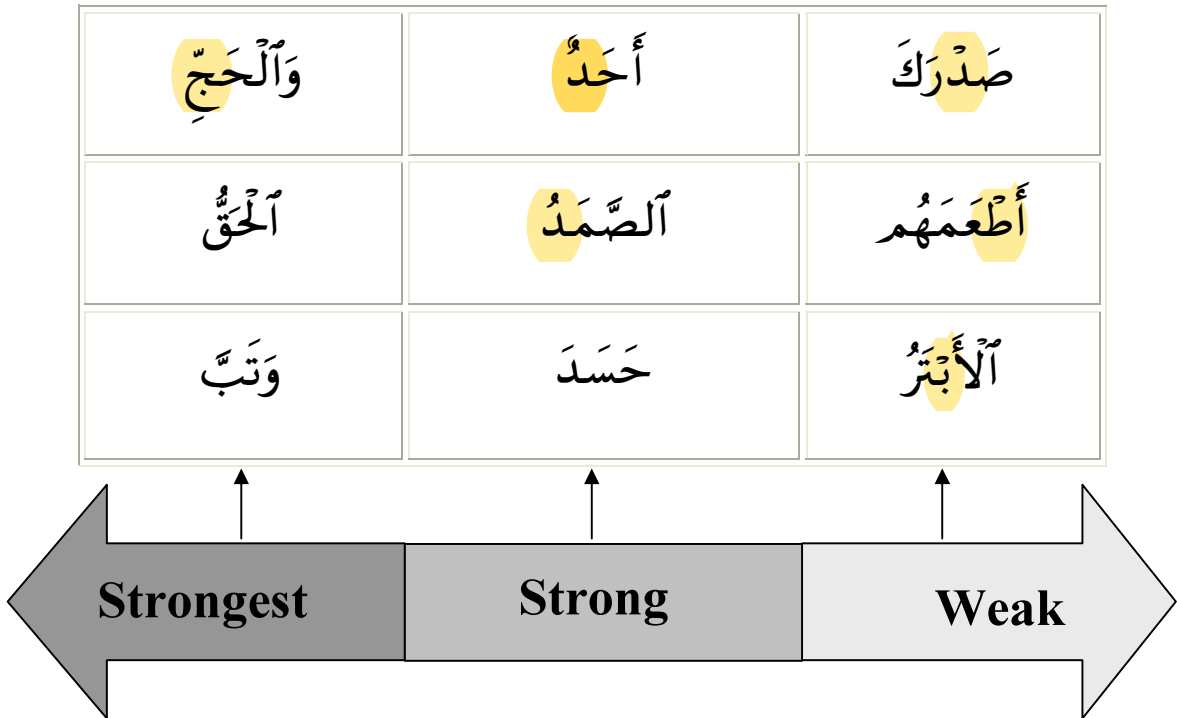 صَدْرَكَ أَحَدٌ وَٱلْحَجِّ
أَطْعَمَهُم ٱلصَّمَدُ ٱلْحَقُّ
ٱلْأَبْتَرُ حَسَدَ وَتَبَّ
Strongest Strong Weak